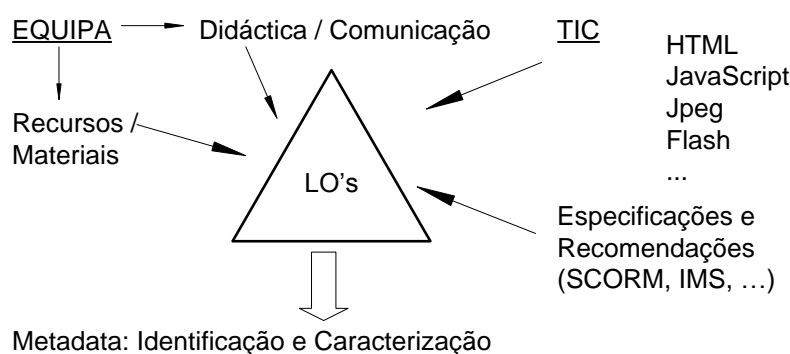 EQUIPA
Didáctica / Comunicação
TIC
HTML
JavaScript
Jpeg
Flash
...
Recursos /
Materiais
LO's
Especificações e
Recomendações
(SCORM, IMS, …)
Metadata: Identificação e Caracterização